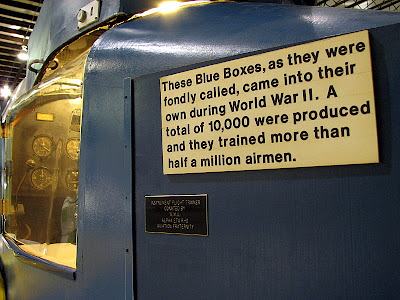 These Blue Boxes, as they were
fondly called, came into their
own during World War II. A
total of 10,000 were produced
and they trained more than
half a million airmen.
INSTRUMENT FLIGHT TRAINER
DONATED BY
ALPHA ETA RHO
AVIATION FRATERNITY